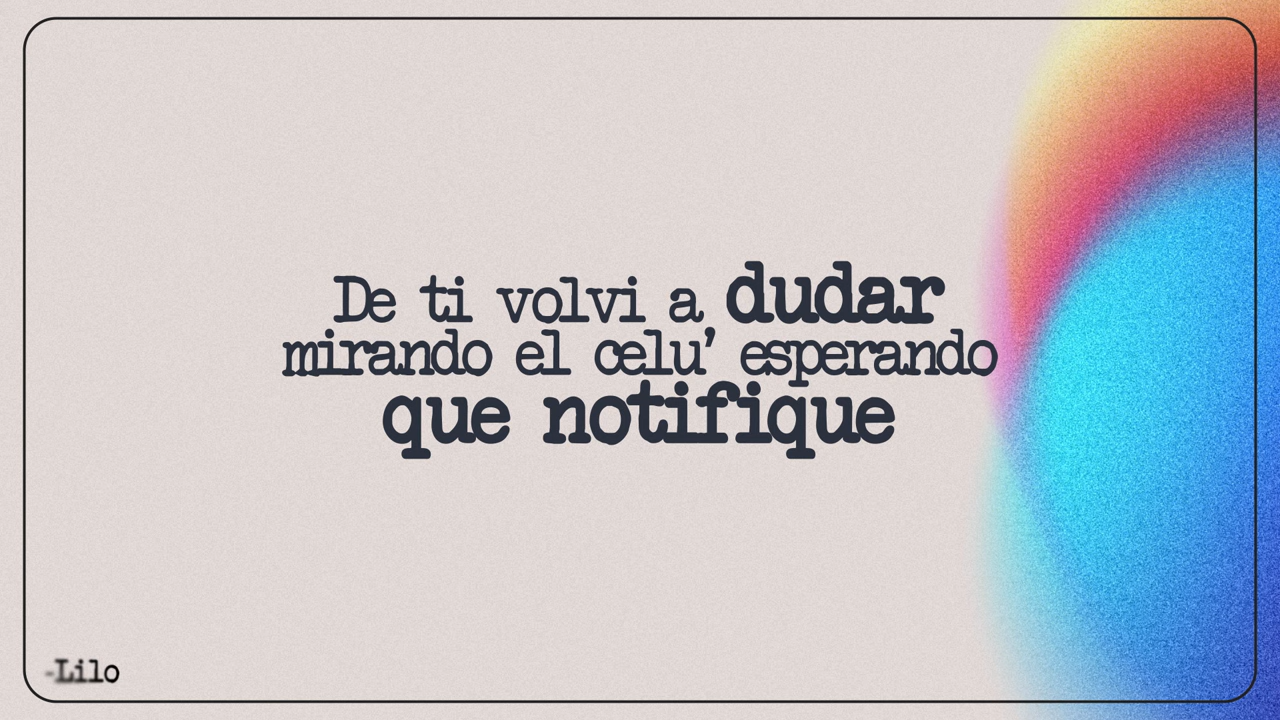 De ti volvi a dudar
mirando el celu’ esperando
que notifique
-Lilo